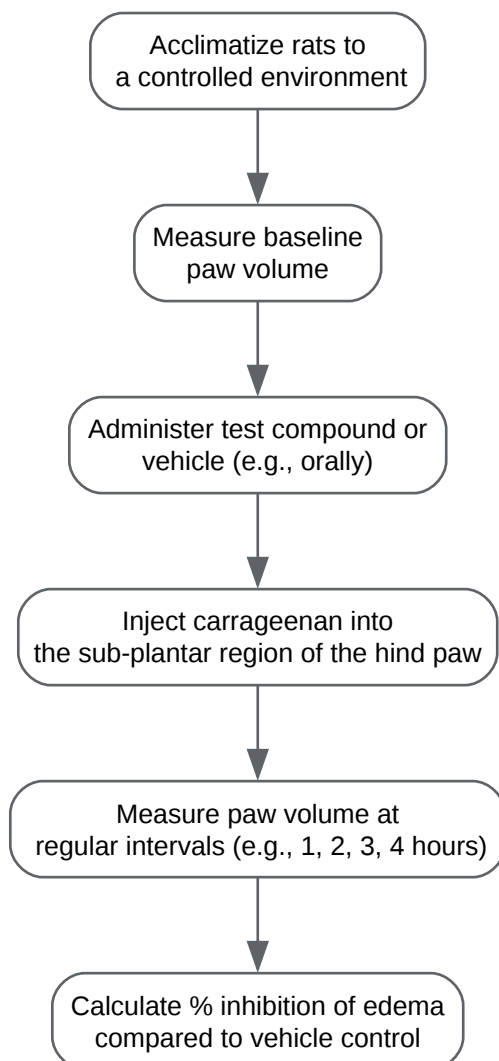 Acclimatize rats to
a controlled environment
Measure baseline
paw volume
Administer test compound or
vehicle (e.g., orally)
Inject carrageenan into
the sub-plantar region of the hind paw
Measure paw volume at
regular intervals (e.g., 1, 2, 3, 4 hours)
Calculate % inhibition of edema
compared to vehicle control